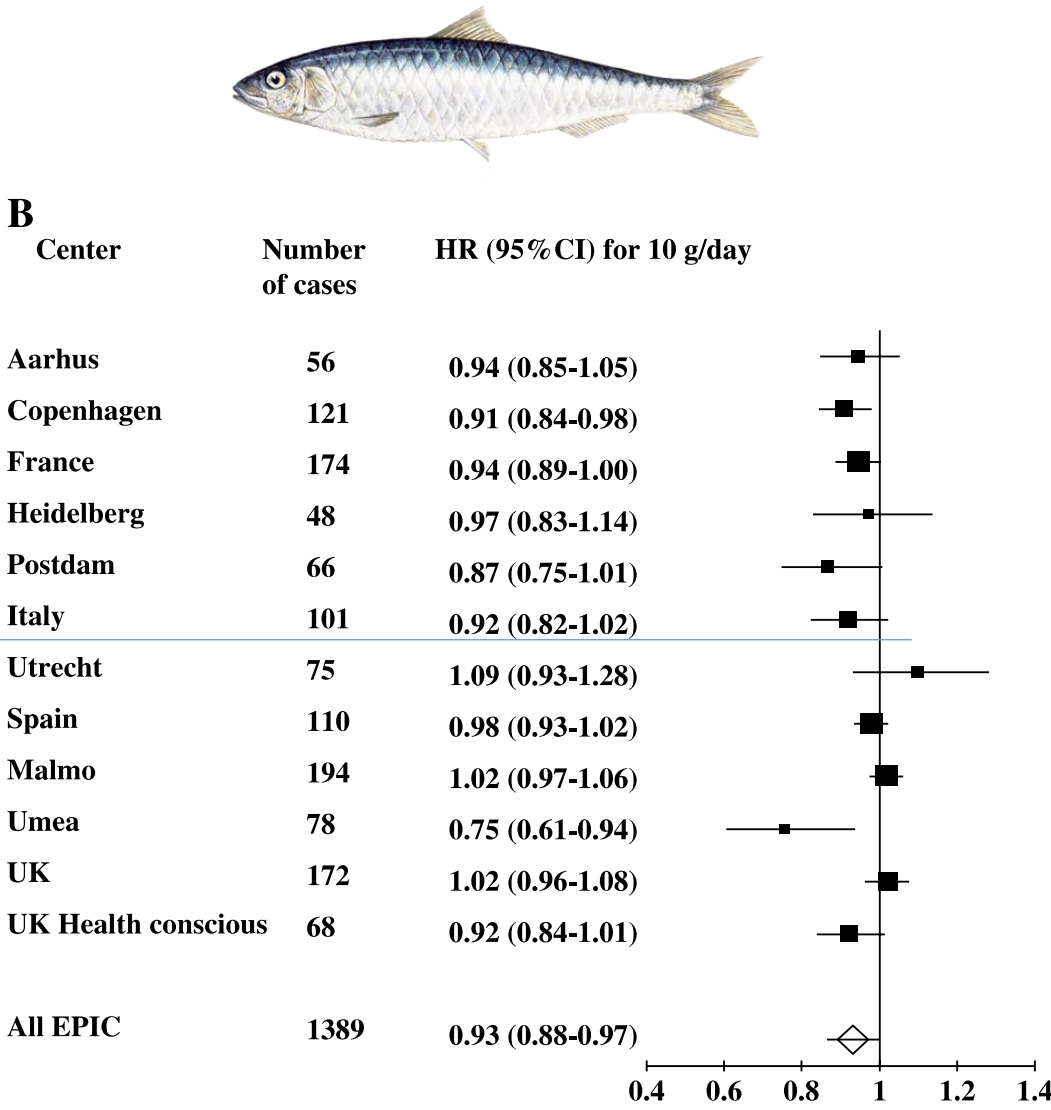 B
Center Number of cases HR (95%CI) for 10 g/day
Aarhus 56 0.94 (0.85-1.05)
Copenhagen 121 0.91 (0.84-0.98)
France 174 0.94 (0.89-1.00)
Heidelberg 48 0.97 (0.83-1.14)
Postdam 66 0.87 (0.75-1.01)
Italy 101 0.92 (0.82-1.02)
Utrecht 75 1.09 (0.93-1.28)
Spain 110 0.98 (0.93-1.02)
Malmo 194 1.02 (0.97-1.06)
Umea 78 0.75 (0.61-0.94)
UK 172 1.02 (0.96-1.08)
UK Health conscious 68 0.92 (0.84-1.01)
All EPIC 1389 0.93 (0.88-0.97)
0.4 0.6 0.8 1 1.2 1.4